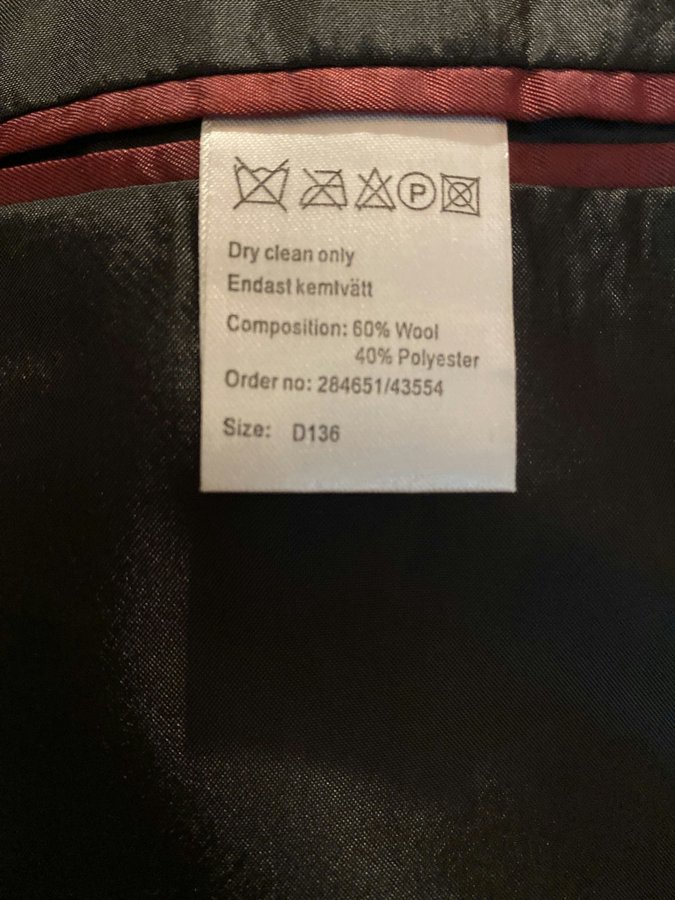 P
Dry clean only
Endast kemtvätt
Composition: 60% Wool
40% Polyester
Order no: 284651/43554
Size: D136